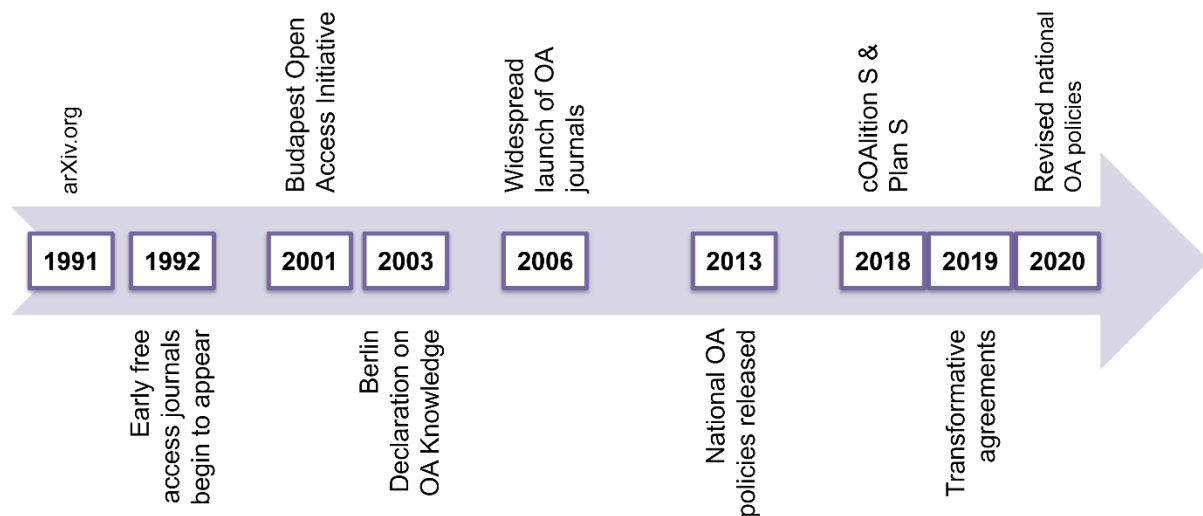 arXiv.org
Budapest Open
Access Initiative
Widespread
launch of OA
journals
cOAlition S &
Plan S
Revised national
OA policies
1991
1992
2001
2003
2006
2013
2018
2019
2020
Early free
access journals
begin to appear
Berlin
Declaration on
OA Knowledge
National OA
policies released
Transformative
agreements